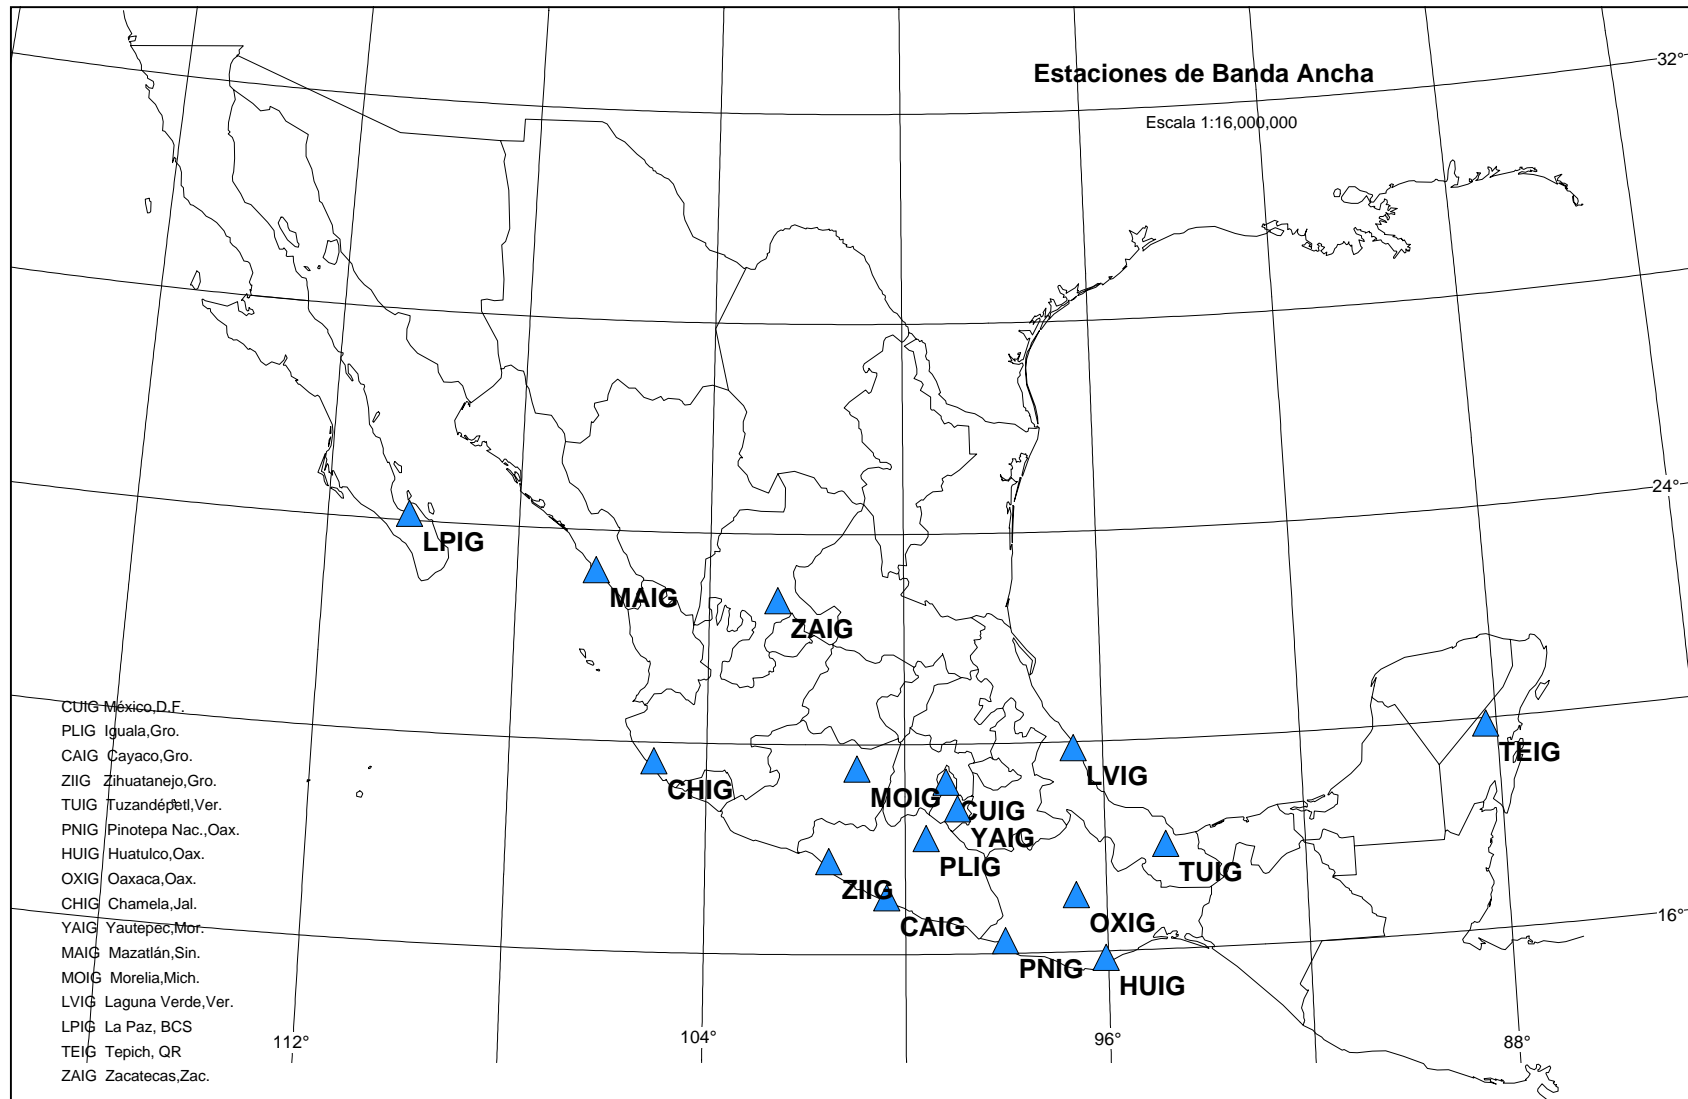 Estaciones de Banda Ancha
32°
Escala 1:16,000,000
24°
LPIG
MAIG
ZAIG
CUIG México,D.F.
PLIG Iguala,Gro.
CAIG Cayaco,Gro.
ZIIG Zihuatanejo,Gro.
TUIG Tuzandépetl,Ver.
PNIG Pinotepa Nac.,Oax.
HUIG Huatulco,Oax.
OXIG Oaxaca,Oax.
CHIG Chamela,Jal.
YAIG Yautepec,Mor.
MAIG Mazatlán,Sin.
MOIG Morelia,Mich.
LVIG Laguna Verde,Ver.
LPIG La Paz, BCS
TEIG Tepich, QR
ZAIG Zacatecas,Zac.
TEIG
LVIG
CHIG
MOIG
CUIG
YAIG
PLIG
TUIG
ZIIG
CAIG
OXIG
16°
PNIG
HUIG
112°
104°
96°
88°